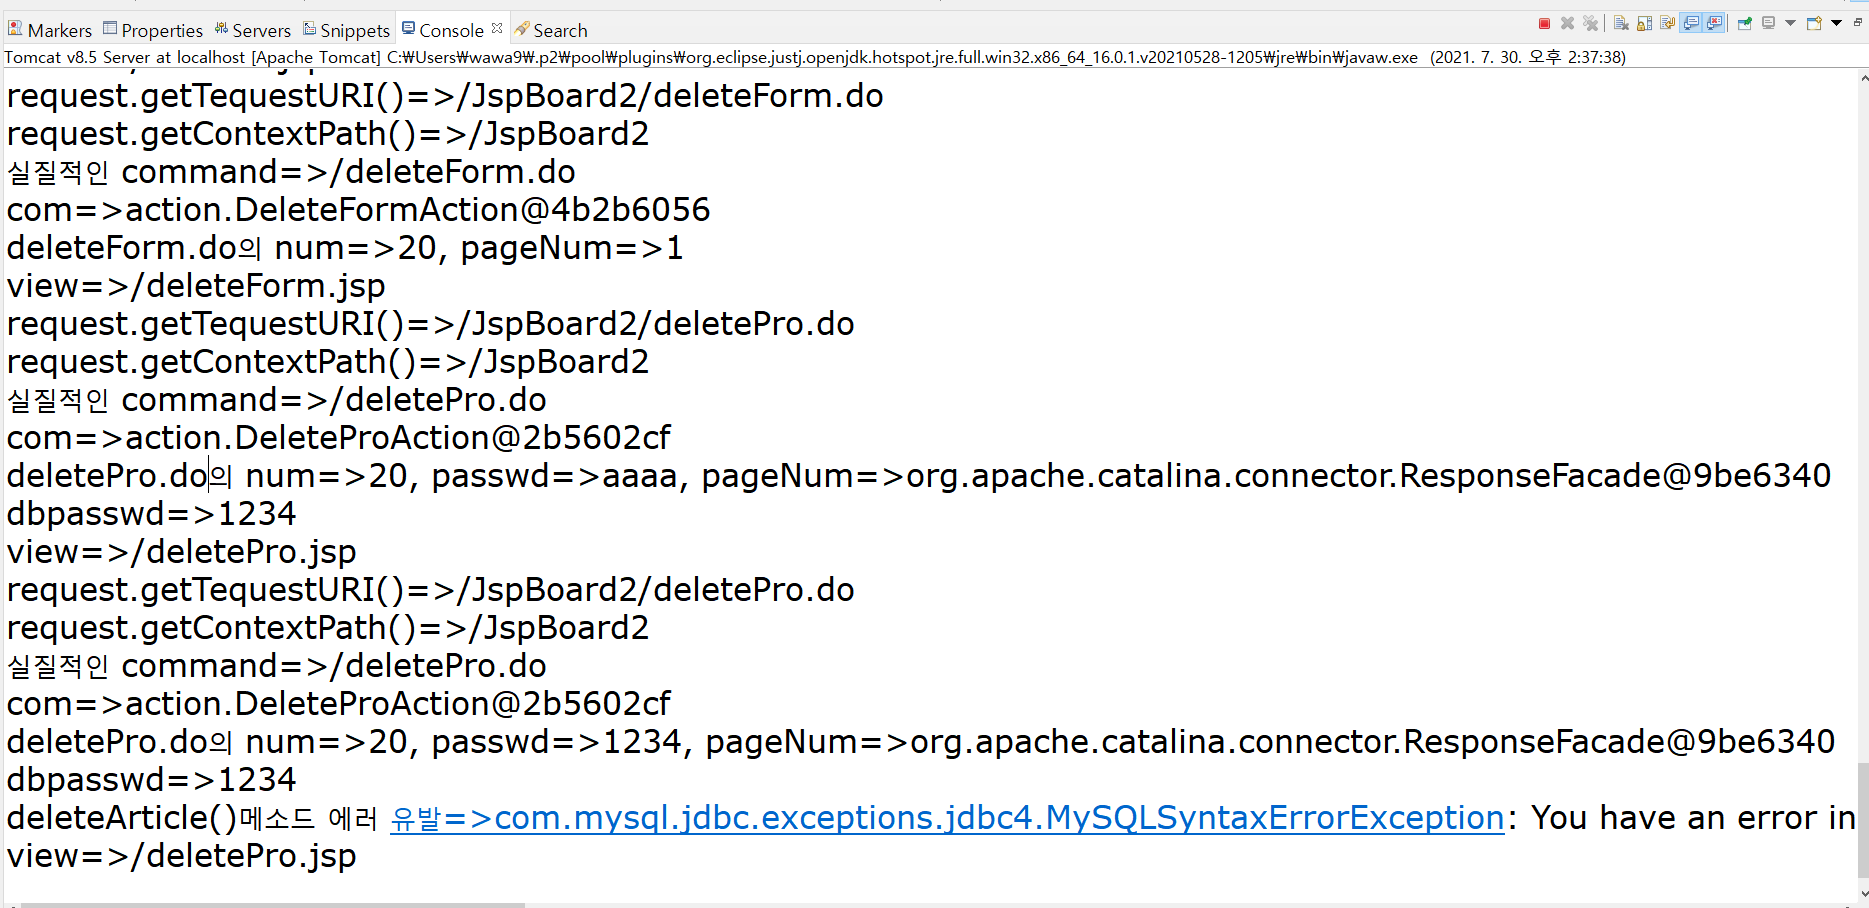 Markers Properties Servers Snippets Console Search
Tomcat v8.5 Server at localhost [Apache Tomcat] C:₩Users₩wawa9₩.p2₩pool₩plugins₩org.eclipse.justj.openjdk.hotspot.jre.full.win32.x86_64_16.0.1.v20210528-1205₩jre₩bin₩javaw.exe (2021. 7. 30. 오후 2:37:38)
request.getTequestURI()=>/JspBoard2/deleteForm.do
request.getContextPath()=>/JspBoard2
실질적인 command=>/deleteForm.do
com=>action.DeleteFormAction@4b2b6056
deleteForm.do의 num=>20, pageNum=>1
view=>/deleteForm.jsp
request.getTequestURI()=>/JspBoard2/deletePro.do
request.getContextPath()=>/JspBoard2
실질적인 command=>/deletePro.do
com=>action.DeleteProAction@2b5602cf
deletePro.do의 num=>20, passwd=>aaaa, pageNum=>org.apache.catalina.connector.ResponseFacade@9be6340
dbpasswd=>1234
view=>/deletePro.jsp
request.getTequestURI()=>/JspBoard2/deletePro.do
request.getContextPath()=>/JspBoard2
실질적인 command=>/deletePro.do
com=>action.DeleteProAction@2b5602cf
deletePro.do의 num=>20, passwd=>1234, pageNum=>org.apache.catalina.connector.ResponseFacade@9be6340
dbpasswd=>1234
deleteArticle()메소드 에러 유발=>com.mysql.jdbc.exceptions.jdbc4.MySQLSyntaxErrorException: You have an error in
view=>/deletePro.jsp